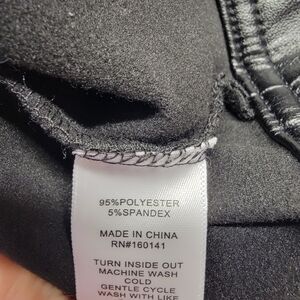 95%POLYESTER
5%SPANDEX
MADE IN CHINA
RN#160141
TURN INSIDE OUT
MACHINE WASH
COLD
GENTLE CYCLE
WASH WITH LIKE